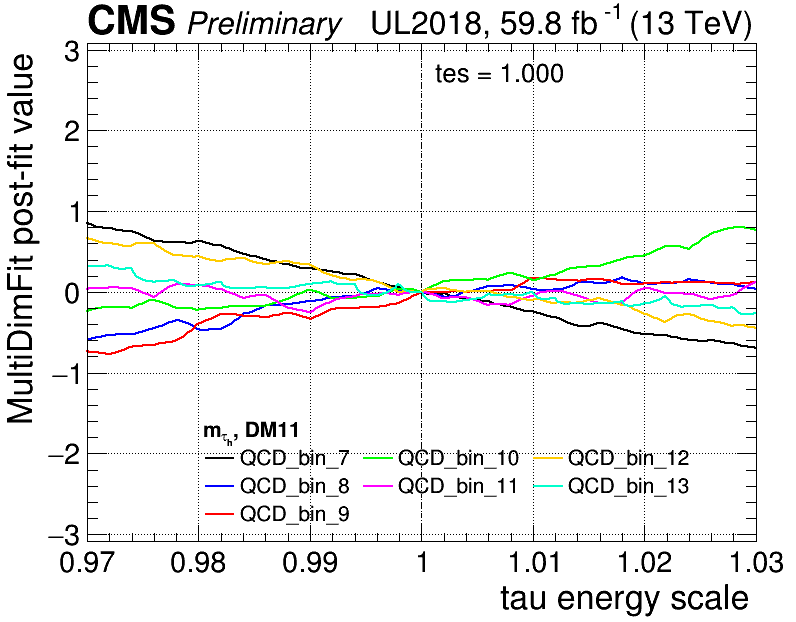 CMS Preliminary UL2018, 59.8 fb⁻¹ (13 TeV)
tes = 1.000
MultiDimFit post-fit value
3
2
1
0
−1
−2
−3
m_τ_h, DM11
QCD_bin_7 QCD_bin_10 QCD_bin_12
QCD_bin_8 QCD_bin_11 QCD_bin_13
QCD_bin_9
0.97 0.98 0.99 1 1.01 1.02 1.03
tau energy scale